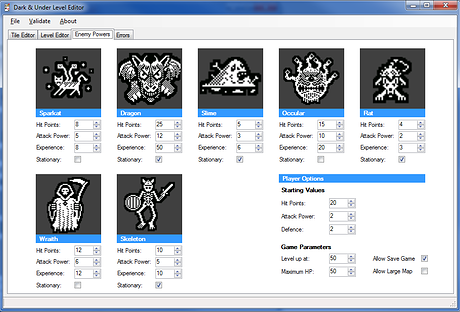 Dark & Under Level Editor
File Validate About
Tile Editor Level Editor Enemy Powers Errors
Sparkat Dragon Slime Occular Rat
Hit Points: 8 Hit Points: 25 Hit Points: 5 Hit Points: 15 Hit Points: 4
Attack Power: 5 Attack Power: 12 Attack Power: 3 Attack Power: 10 Attack Power: 2
Experience: 8 Experience: 50 Experience: 6 Experience: 20 Experience: 3
Stationary: Stationary: Stationary: Stationary: Stationary:
Player Options
Starting Values
Hit Points: 20
Attack Power: 2
Defence: 2
Wraith Skeleton
Hit Points: 12 Hit Points: 10
Attack Power: 6 Attack Power: 5
Experience: 12 Experience: 10
Stationary: Stationary:
Game Parameters
Level up at: 50 Allow Save Game
Maximum HP: 50 Allow Large Map